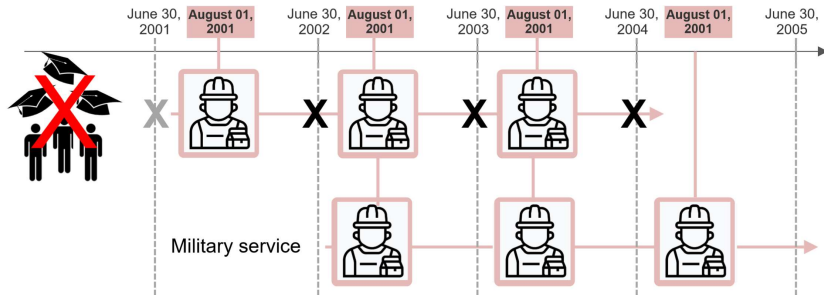 June 30,
2001
August 01,
2001
June 30,
2002
August 01,
2001
June 30,
2003
August 01,
2001
June 30,
2004
August 01,
2001
June 30,
2005
X
X
X
X
Military service